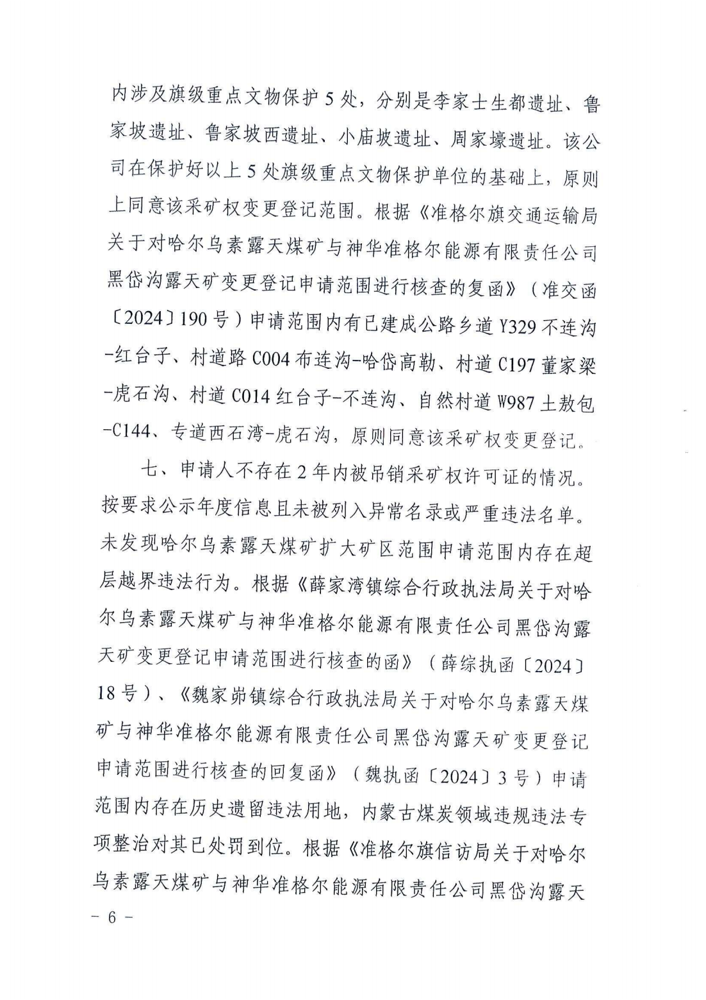 内涉及旗级重点文物保护 5 处，分别是李家士生都遗址、鲁
家坡遗址、鲁家坡西遗址、小庙坡遗址、周家壕遗址。该公
司在保护好以上 5 处旗级重点文物保护单位的基础上，原则
上同意该采矿权变更登记范围。根据《准格尔旗交通运输局
关于对哈尔乌素露天煤矿与神华准格尔能源有限责任公司
黑岱沟露天矿变更登记申请范围进行核查的复函》（准交函
〔2024〕190 号）申请范围内有已建成公路乡道 Y329 不连沟
-红台子、村道路 C004 布连沟-哈岱高勒、村道 C197 董家梁
-虎石沟、村道 C014 红台子-不连沟、自然村道 W987 土敖包
-C144、专道西石湾-虎石沟，原则同意该采矿权变更登记。
七、申请人不存在 2 年内被吊销采矿权许可证的情况。
按要求公示年度信息且未被列入异常名录或严重违法名单。
未发现哈尔乌素露天煤矿扩大矿区范围申请范围内存在超
层越界违法行为。根据《薛家湾镇综合行政执法局关于对哈
尔乌素露天煤矿与神华准格尔能源有限责任公司黑岱沟露
天矿变更登记申请范围进行核查的函》（薛综执函〔2024〕
18 号）、《魏家峁镇综合行政执法局关于对哈尔乌素露天煤
矿与神华准格尔能源有限责任公司黑岱沟露天矿变更登记
申请范围进行核查的回复函》（魏执函〔2024〕3 号）申请
范围内存在历史遗留违法用地，内蒙古煤炭领域违规违法专
项整治对其已处罚到位。根据《准格尔旗信访局关于对哈尔
乌素露天煤矿与神华准格尔能源有限责任公司黑岱沟露天
- 6 -